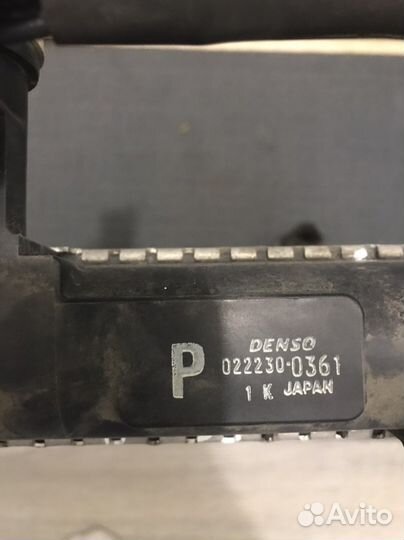 DENSO
P 022230-0361
1 K JAPAN
Avito